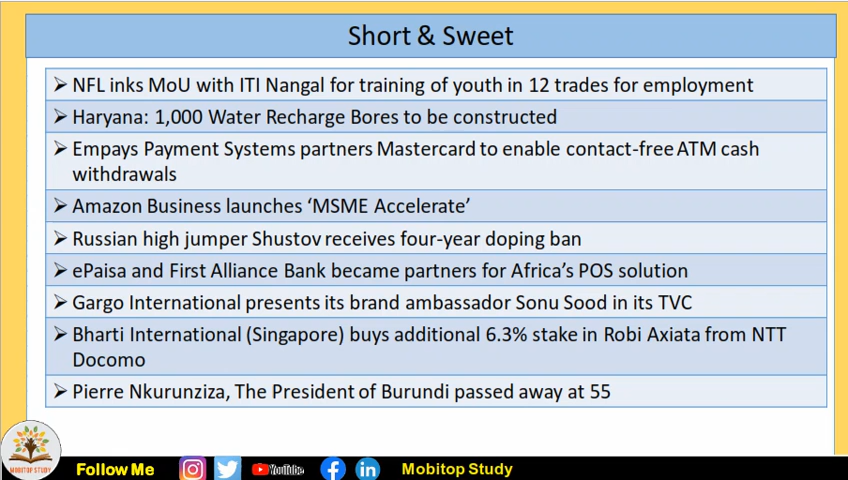 Short & Sweet
➢ NFL inks MoU with ITI Nangal for training of youth in 12 trades for employment
➢ Haryana: 1,000 Water Recharge Bores to be constructed
➢ Empays Payment Systems partners Mastercard to enable contact-free ATM cash
withdrawals
➢ Amazon Business launches ‘MSME Accelerate’
➢ Russian high jumper Shustov receives four-year doping ban
➢ ePaisa and First Alliance Bank became partners for Africa’s POS solution
➢ Gargo International presents its brand ambassador Sonu Sood in its TVC
➢ Bharti International (Singapore) buys additional 6.3% stake in Robi Axiata from NTT
Docomo
➢ Pierre Nkurunziza, The President of Burundi passed away at 55
MOBITOP STUDY
Follow Me YouTube Mobitop Study